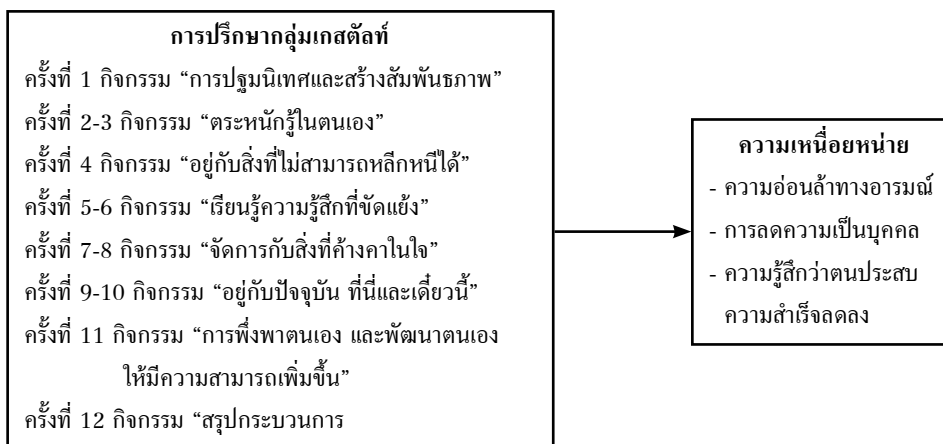 การปรึกษากลุ่มเกสตัลท์
ครั้งที่ 1 กิจกรรม “การปฐมนิเทศและสร้างสัมพันธภาพ”
ครั้งที่ 2-3 กิจกรรม “ตระหนักรู้ในตนเอง”
ครั้งที่ 4 กิจกรรม “อยู่กับสิ่งที่ไม่สามารถหลีกหนีได้”
ครั้งที่ 5-6 กิจกรรม “เรียนรู้ความรู้สึกที่ขัดแย้ง”
ครั้งที่ 7-8 กิจกรรม “จัดการกับสิ่งที่ค้างคาในใจ”
ครั้งที่ 9-10 กิจกรรม “อยู่กับปัจจุบัน ที่นี่และเดี๋ยวนี้”
ครั้งที่ 11 กิจกรรม “การพึ่งพาตนเอง และพัฒนาตนเอง
ให้มีความสามารถเพิ่มขึ้น”
ครั้งที่ 12 กิจกรรม “สรุปกระบวนการ
ความเหนื่อยหน่าย
- ความอ่อนล้าทางอารมณ์
- การลดความเป็นบุคคล
- ความรู้สึกว่าตนประสบ
ความสำเร็จลดลง